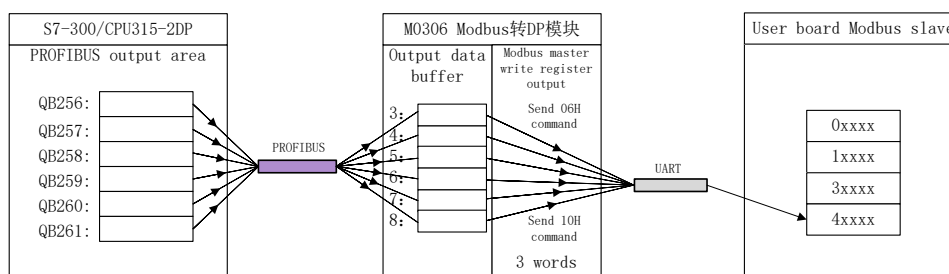 S7-300/CPU315-2DP
PROFIBUS output area
QB256:
QB257:
QB258:
QB259:
QB260:
QB261:
PROFIBUS
M0306 Modbus转DP模块
Output data
buffer
3:
4:
5:
6:
7:
8:
Modbus master
write register
output
Send 06H
command
Send 10H
command
3 words
UART
User board Modbus slave
0xxxx
1xxxx
3xxxx
4xxxx